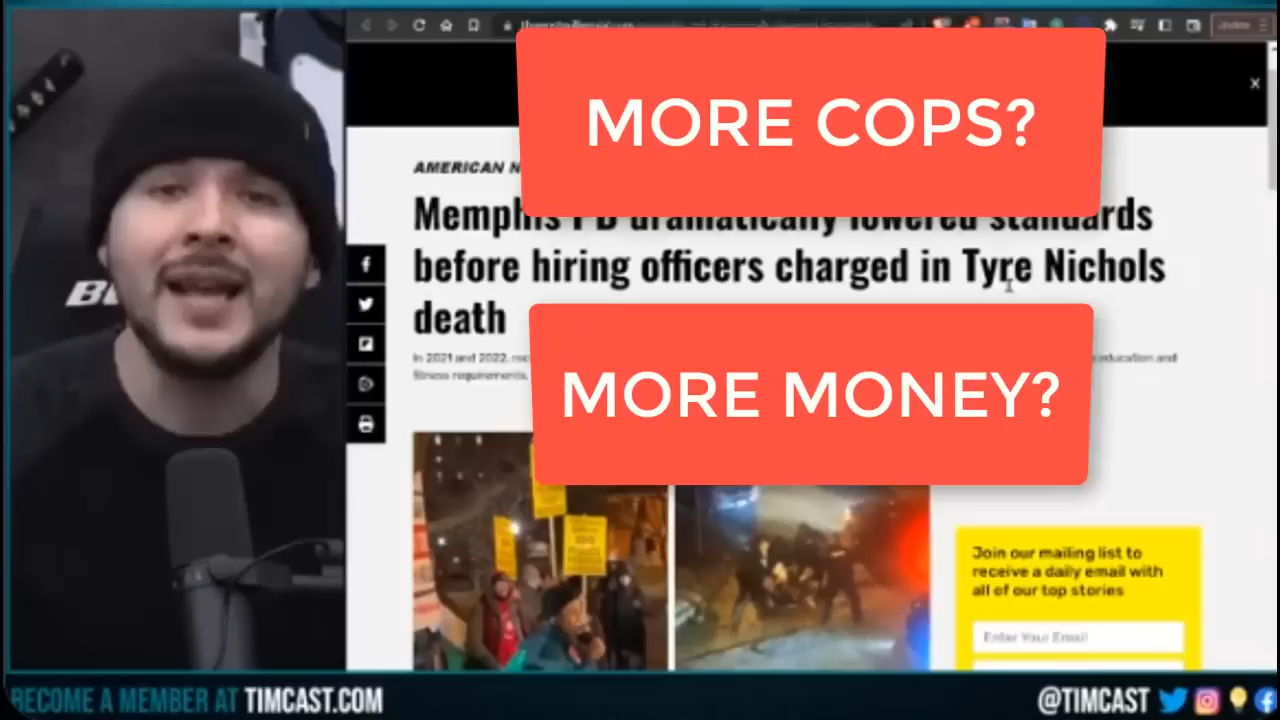 MORE COPS?
AMERICAN N
Memphis PD dramatically lowered standards
before hiring officers charged in Tyre Nichols
death
In 2021 and 2022, education and
fitness requirements.
MORE MONEY?
Join our mailing list to
receive a daily email with
all of our top stories
Enter Your Email
BECOME A MEMBER AT TIMCAST.COM
@TIMCAST